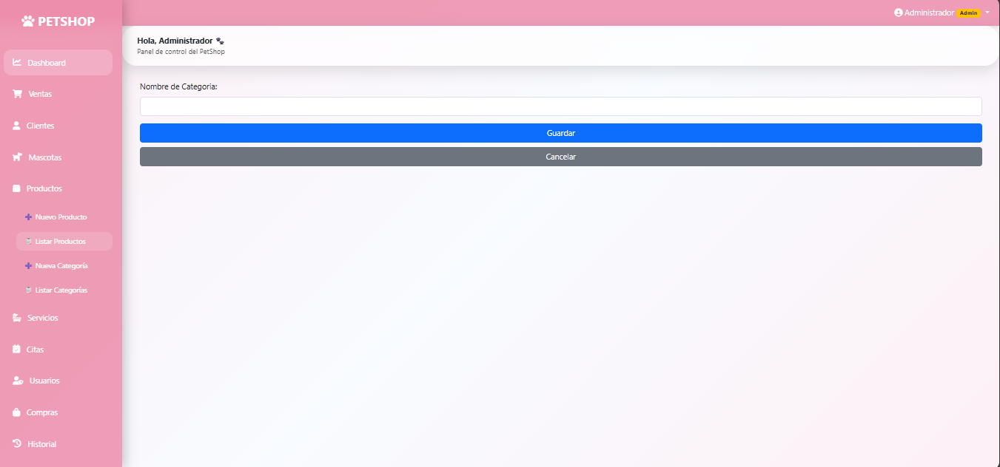 PETSHOP
Administrador Admin
Hola, Administrador
Panel de control del PetShop
Dashboard
Ventas
Clientes
Mascotas
Productos
Nuevo Producto
Listar Productos
Nueva Categoría
Listar Categorías
Servicios
Citas
Usuarios
Compras
Historial
Nombre de Categoria:
Guardar
Cancelar